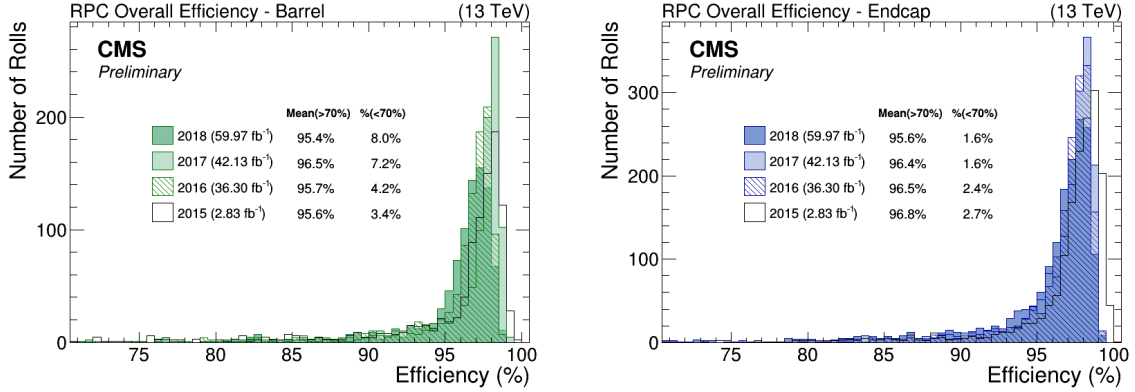 RPC Overall Efficiency - Barrel (13 TeV)
Number of Rolls
CMS
Preliminary
Mean(>70%) %(<70%)
2018 (59.97 fb⁻¹) 95.4% 8.0%
2017 (42.13 fb⁻¹) 96.5% 7.2%
2016 (36.30 fb⁻¹) 95.7% 4.2%
2015 (2.83 fb⁻¹) 95.6% 3.4%
200
100
0
75 80 85 90 95 100
Efficiency (%)
RPC Overall Efficiency - Endcap (13 TeV)
Number of Rolls
CMS
Preliminary
Mean(>70%) %(<70%)
2018 (59.97 fb⁻¹) 95.6% 1.6%
2017 (42.13 fb⁻¹) 96.4% 1.6%
2016 (36.30 fb⁻¹) 96.5% 2.4%
2015 (2.83 fb⁻¹) 96.8% 2.7%
300
200
100
0
75 80 85 90 95 100
Efficiency (%)